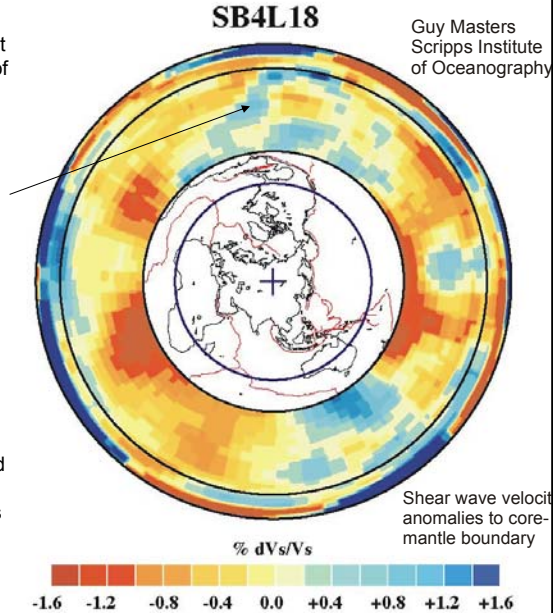 SB4L18
Guy Masters
Scripps Institute
of Oceanography
t
of
d
s
Shear wave velocit
anomalies to core-
mantle boundary
% dVs/Vs
-1.6 -1.2 -0.8 -0.4 0.0 +0.4 +0.8 +1.2 +1.6